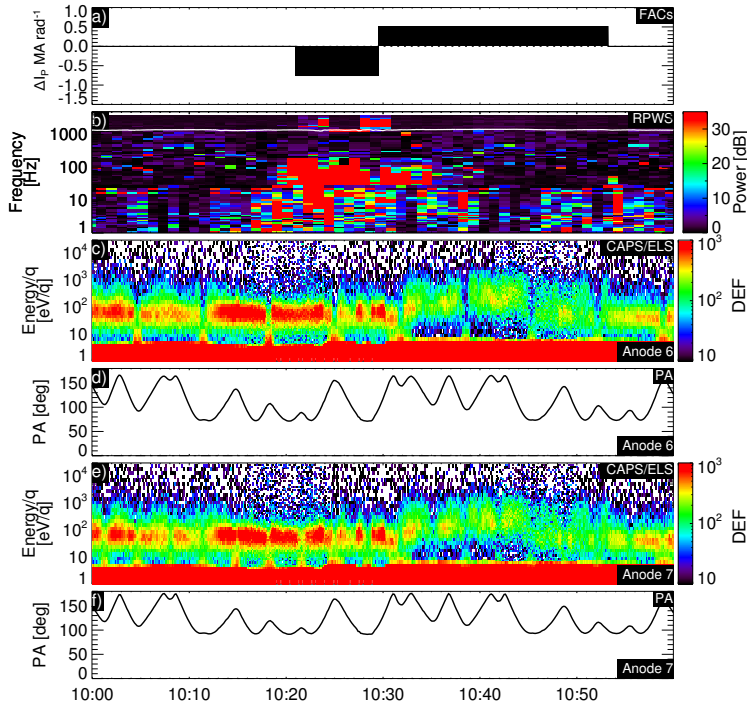 a)
FACs
ΔI_P MA rad⁻¹
1.0
0.5
0.0
-0.5
-1.0
-1.5
b)
RPWS
Frequency
[Hz]
1000
100
10
1
Power [dB]
30
20
10
0
c)
CAPS/ELS
Energy/q
[eV/q]
10⁴
10³
10²
10
1
Anode 6
DEF
10³
10²
10
d)
PA
PA [deg]
150
100
50
0
Anode 6
e)
CAPS/ELS
Energy/q
[eV/q]
10⁴
10³
10²
10
1
Anode 7
DEF
10³
10²
10
f)
PA
PA [deg]
150
100
50
0
Anode 7
10:00 10:10 10:20 10:30 10:40 10:50